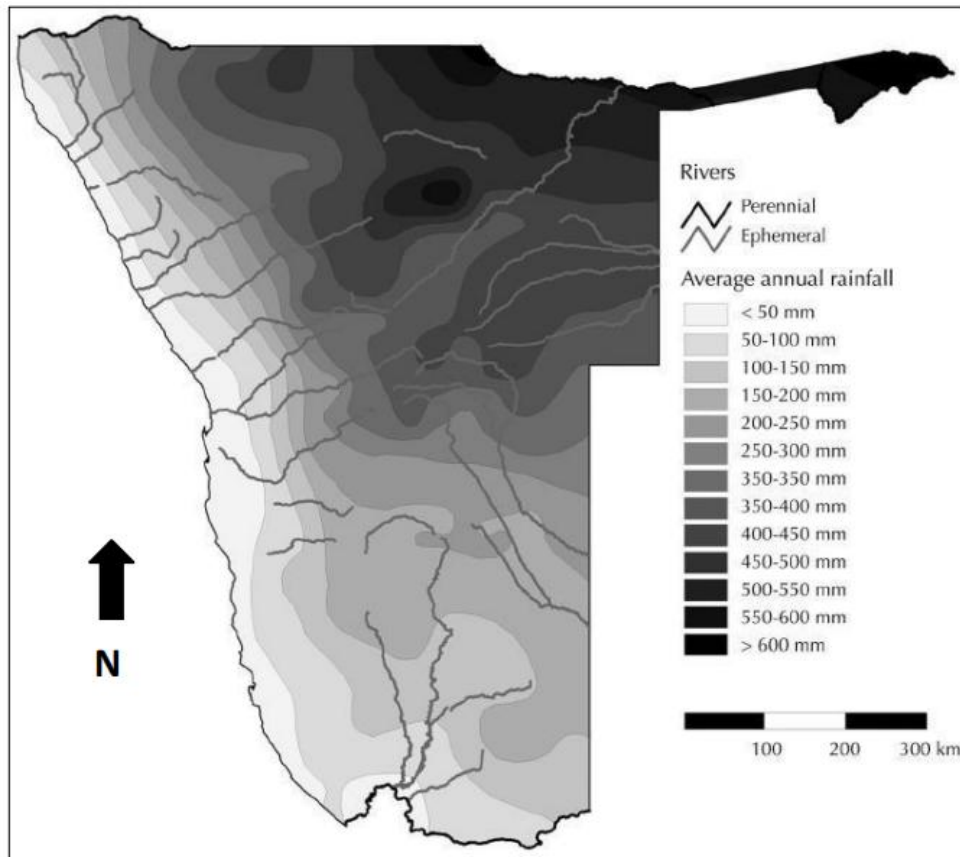 Rivers
Perennial
Ephemeral
Average annual rainfall
< 50 mm
50-100 mm
100-150 mm
150-200 mm
200-250 mm
250-300 mm
350-350 mm
350-400 mm
400-450 mm
450-500 mm
500-550 mm
550-600 mm
> 600 mm
N
100 200 300 km